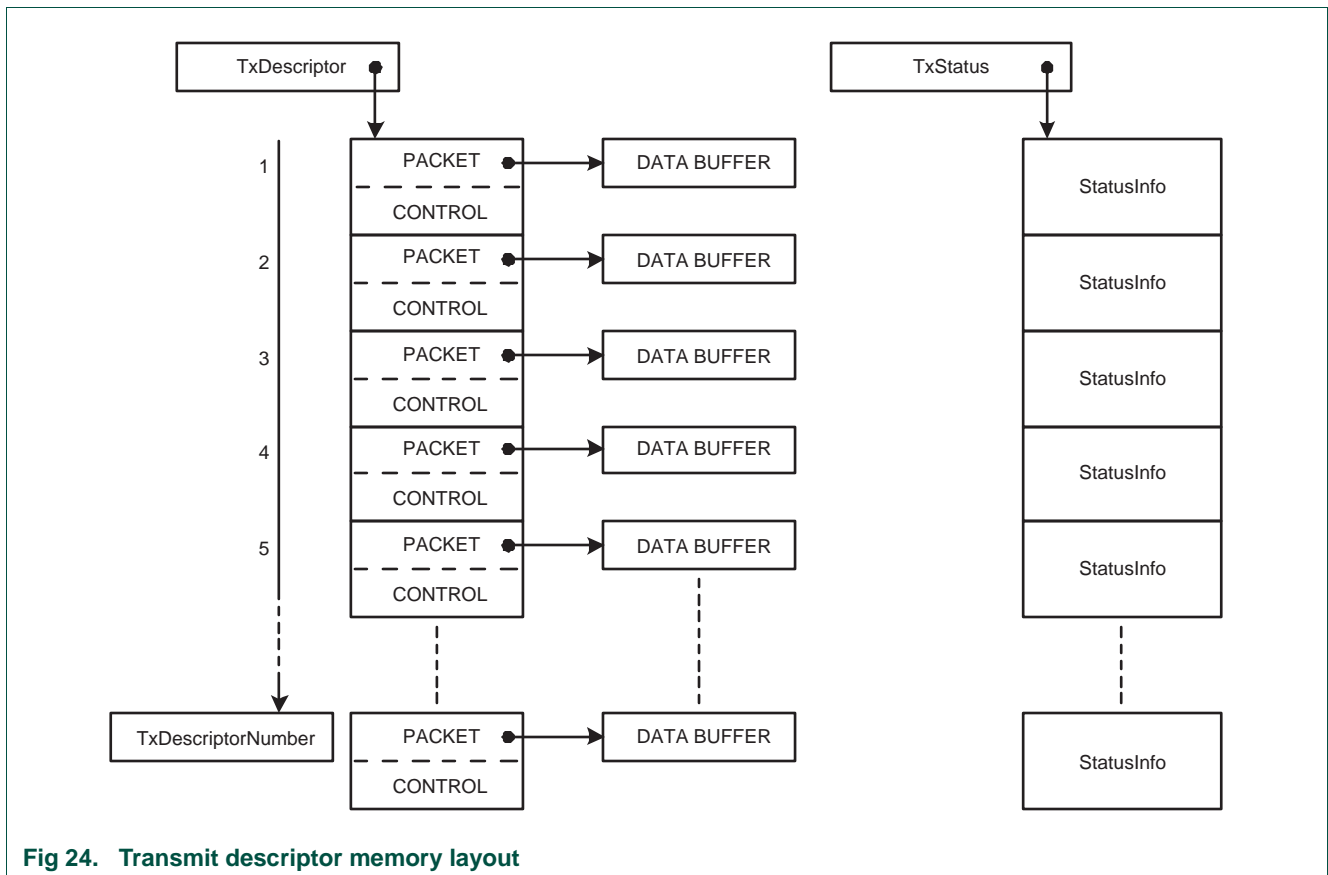 TxDescriptor
TxStatus
1
PACKET
DATA BUFFER
CONTROL
StatusInfo
2
PACKET
DATA BUFFER
CONTROL
StatusInfo
3
PACKET
DATA BUFFER
CONTROL
StatusInfo
4
PACKET
DATA BUFFER
CONTROL
StatusInfo
5
PACKET
DATA BUFFER
CONTROL
StatusInfo
TxDescriptorNumber
PACKET
DATA BUFFER
CONTROL
StatusInfo
Fig 24. Transmit descriptor memory layout